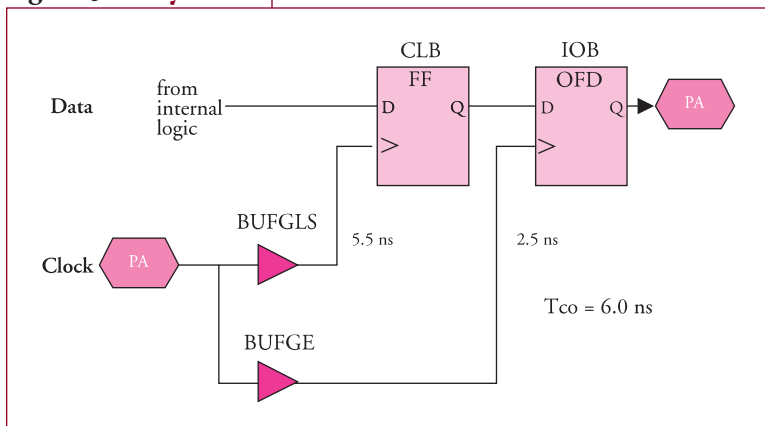 CLB
IOB
FF
OFD
Data
from
internal
logic
D
Q
D
Q
PA
BUFGLS
5.5 ns
2.5 ns
Clock
PA
Tco = 6.0 ns
BUFGE